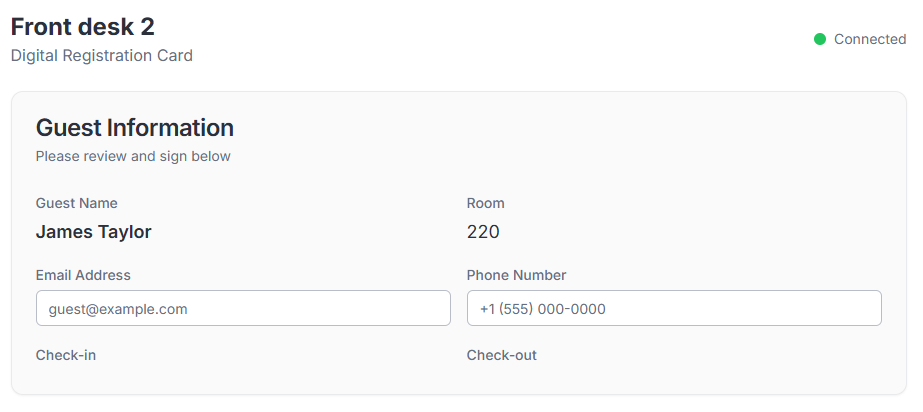 Front desk 2
Digital Registration Card
Connected
Guest Information
Please review and sign below
Guest Name
Room
James Taylor
220
Email Address
Phone Number
guest@example.com
+1 (555) 000-0000
Check-in
Check-out